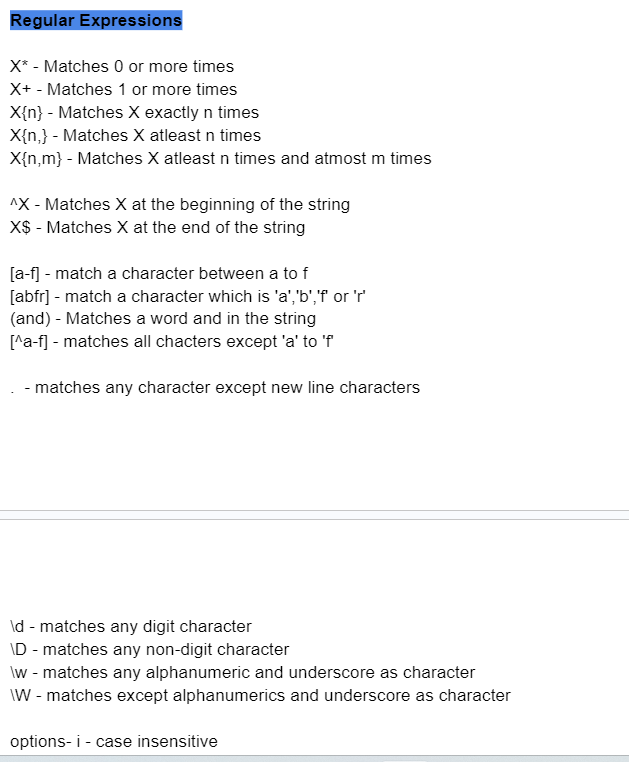 Regular Expressions
X* - Matches 0 or more times
X+ - Matches 1 or more times
X{n} - Matches X exactly n times
X{n,} - Matches X atleast n times
X{n,m} - Matches X atleast n times and atmost m times
^X - Matches X at the beginning of the string
X$ - Matches X at the end of the string
[a-f] - match a character between a to f
[abfr] - match a character which is 'a','b','f' or 'r'
(and) - Matches a word and in the string
[^a-f] - matches all chacters except 'a' to 'f'
. - matches any character except new line characters
\d - matches any digit character
\D - matches any non-digit character
\w - matches any alphanumeric and underscore as character
\W - matches except alphanumerics and underscore as character
options- i - case insensitive